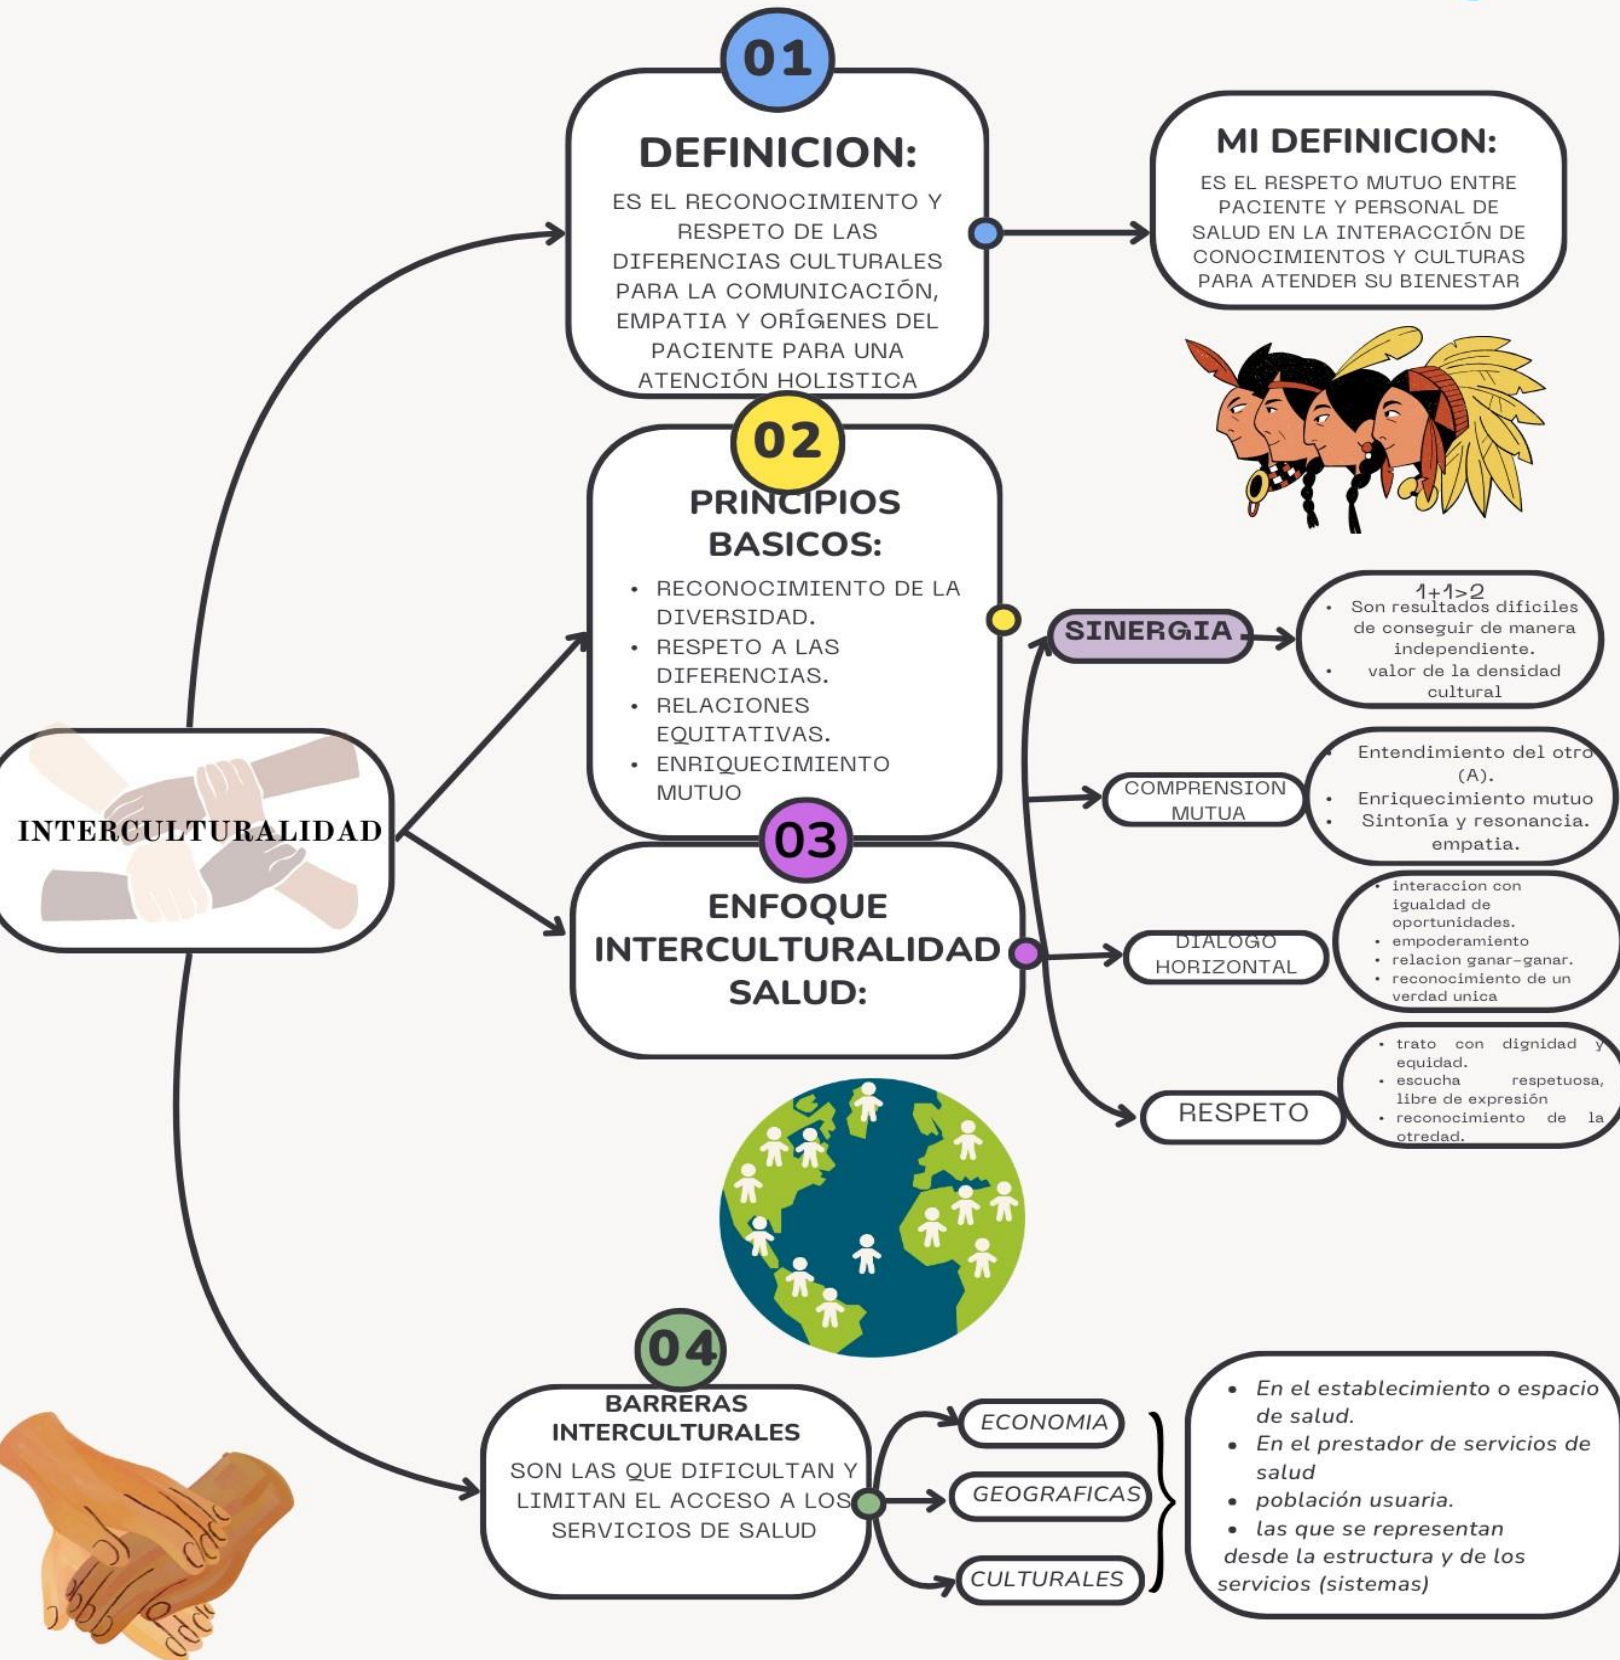 01
DEFINICION:
ES EL RECONOCIMIENTO Y
RESPETO DE LAS
DIFERENCIAS CULTURALES
PARA LA COMUNICACIÓN,
EMPATIA Y ORÍGENES DEL
PACIENTE PARA UNA
ATENCIÓN HOLISTICA
MI DEFINICION:
ES EL RESPETO MUTUO ENTRE
PACIENTE Y PERSONAL DE
SALUD EN LA INTERACCIÓN DE
CONOCIMIENTOS Y CULTURAS
PARA ATENDER SU BIENESTAR
02
PRINCIPIOS
BASICOS:
• RECONOCIMIENTO DE LA
DIVERSIDAD.
• RESPETO A LAS
DIFERENCIAS.
• RELACIONES
EQUITATIVAS.
• ENRIQUECIMIENTO
MUTUO
INTERCULTURALIDAD
03
ENFOQUE
INTERCULTURALIDAD
SALUD:
SINERGIA
1+1>2
• Son resultados dificiles
de conseguir de manera
independiente.
• valor de la densidad
cultural
COMPRENSION
MUTUA
• Entendimiento del otro
(A).
• Enriquecimiento mutuo
• Sintonía y resonancia.
empatia.
DIALOGO
HORIZONTAL
• interaccion con
igualdad de
oportunidades.
• empoderamiento
• relacion ganar-ganar.
• reconocimiento de un
verdad unica
RESPETO
• trato con dignidad y
equidad.
• escucha respetuosa,
libre de expresión
• reconocimiento de la
otredad.
04
BARRERAS
INTERCULTURALES
SON LAS QUE DIFICULTAN Y
LIMITAN EL ACCESO A LOS
SERVICIOS DE SALUD
ECONOMIA
GEOGRAFICAS
CULTURALES
• En el establecimiento o espacio
de salud.
• En el prestador de servicios de
salud
• población usuaria.
• las que se representan
desde la estructura y de los
servicios (sistemas)